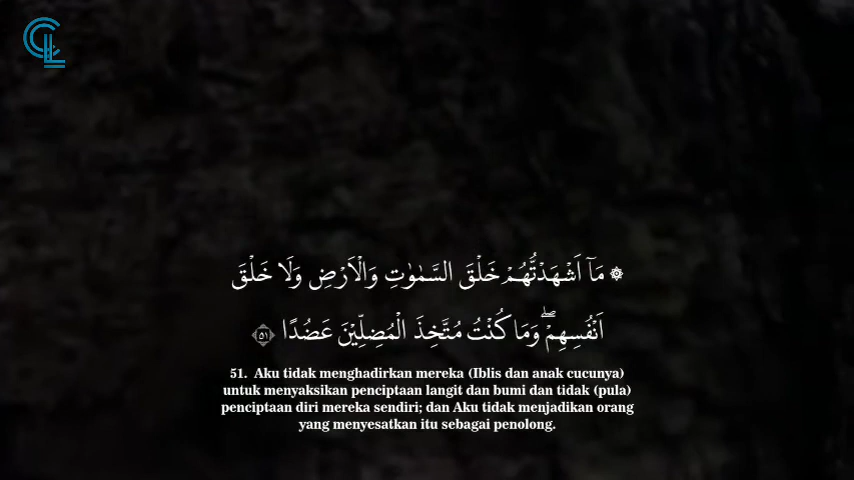 ۞ مَآ اَشْهَدْتُّهُمْ خَلْقَ السَّمٰوٰتِ وَالْاَرْضِ وَلَا خَلْقَ
اَنْفُسِهِمْۖ وَمَا كُنْتُ مُتَّخِذَ الْمُضِلِّيْنَ عَضُدًا ٥١
51. Aku tidak menghadirkan mereka (Iblis dan anak cucunya)
untuk menyaksikan penciptaan langit dan bumi dan tidak (pula)
penciptaan diri mereka sendiri; dan Aku tidak menjadikan orang
yang menyesatkan itu sebagai penolong.